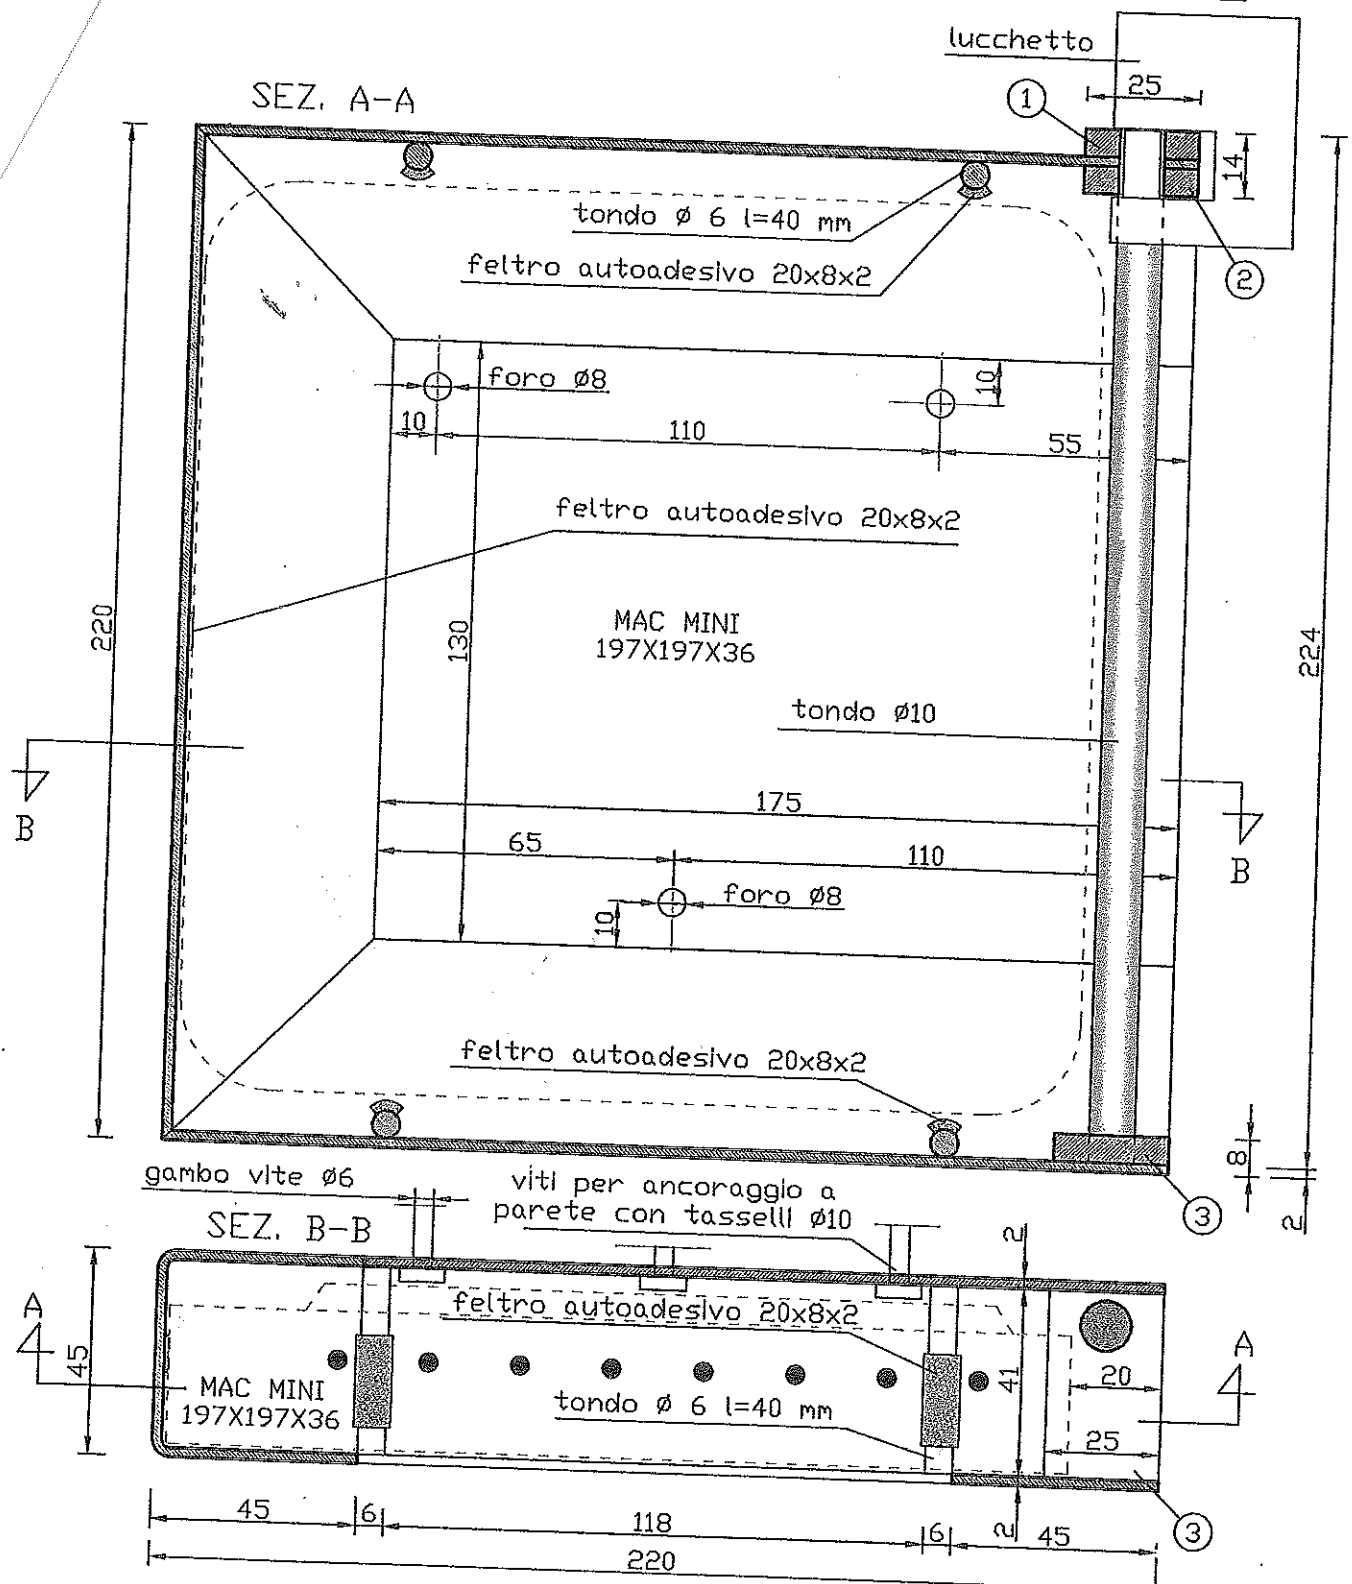 lucchetto
SEZ. A-A
1
25
14
tondo ø 6 l=40 mm
feltro autoadesivo 20x8x2
2
foro ø8
10
10
110
55
feltro autoadesivo 20x8x2
220
130
MAC MINI
197X197X36
224
tondo ø10
B
B
175
65
110
foro ø8
10
feltro autoadesivo 20x8x2
8
2
3
gambo vite ø6
viti per ancoraggio a
parete con tasselli ø10
SEZ. B-B
2
A
A
45
feltro autoadesivo 20x8x2
MAC MINI
197X197X36
tondo ø 6 l=40 mm
41
20
25
3
45
6
118
6
2
45
220